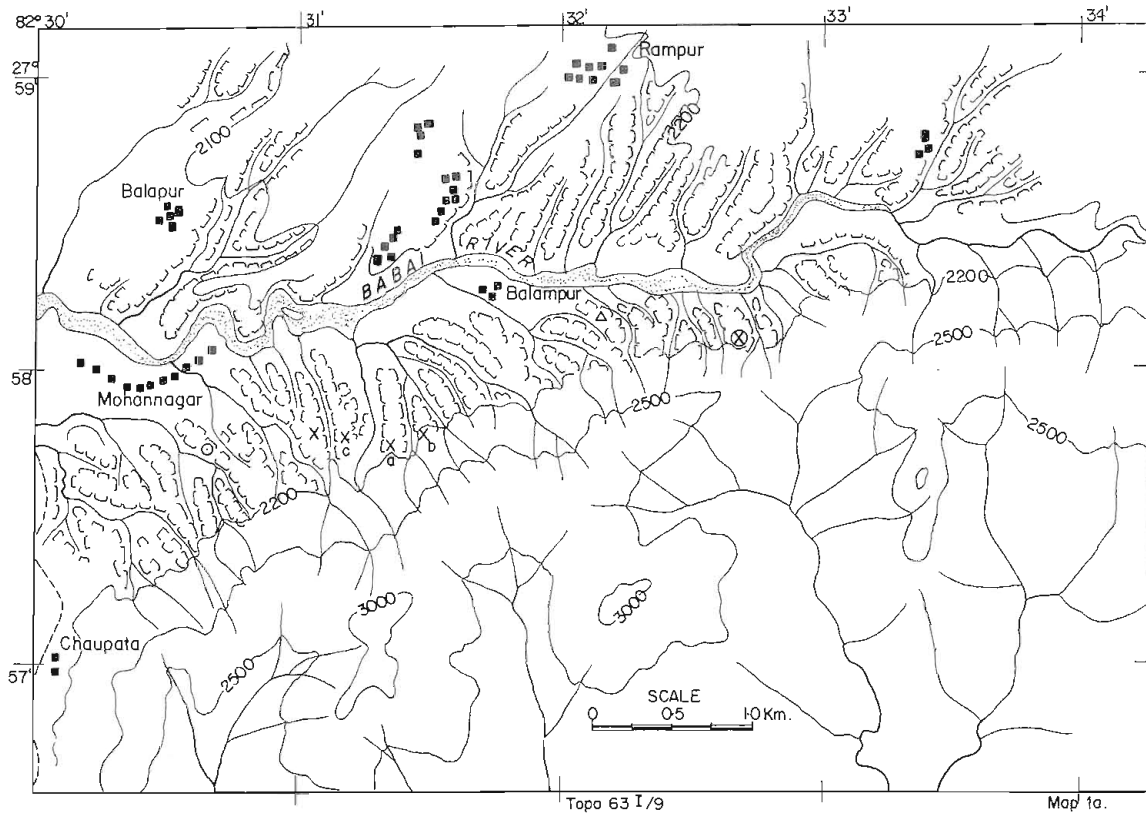 82° 30' 31' 32' 33' 34'
27°
59'
Rampur
2100
2200
Balapur
BABAI RIVER
2200
Balampur
2500
58'
Mohannagar
2500
2500
c
a
b
2200
3000
3000
Chaupata
57'
2500
SCALE
0 0·5 1·0 Km.
Topo 63 I/9
Map 1a.